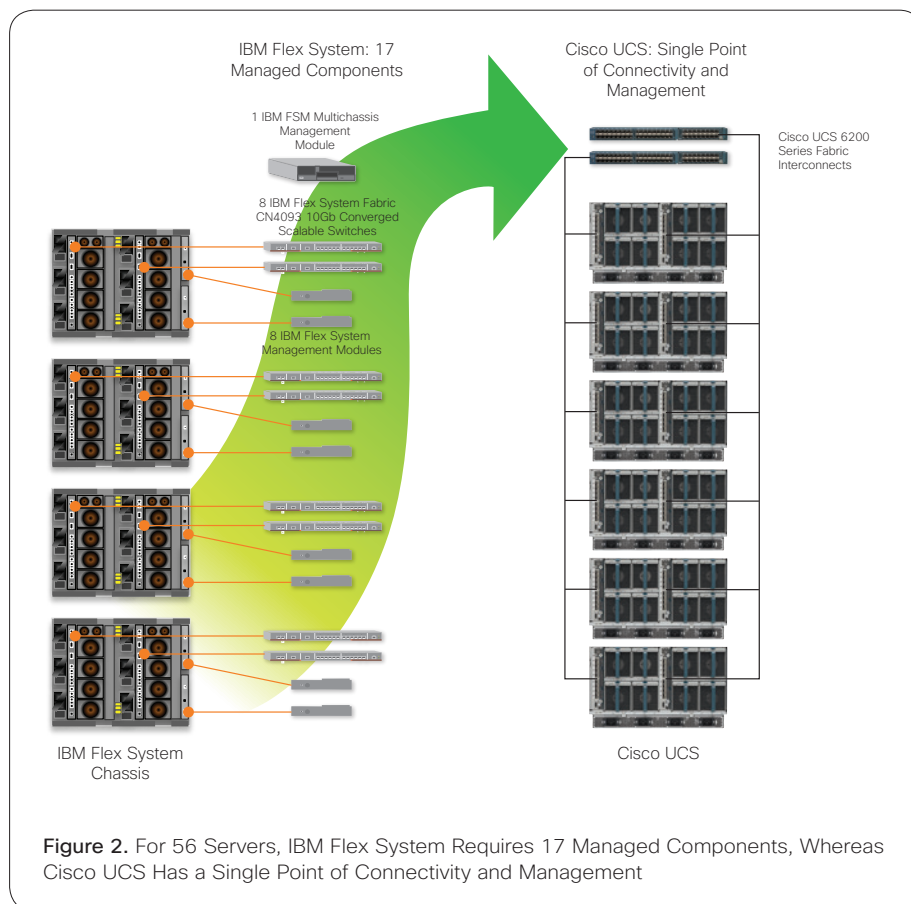 IBM Flex System: 17
Managed Components
Cisco UCS: Single Point
of Connectivity and
Management
1 IBM FSM Multichassis
Management
Module
Cisco UCS 6200
Series Fabric
Interconnects
8 IBM Flex System Fabric
CN4093 10Gb Converged
Scalable Switches
8 IBM Flex System
Management Modules
IBM Flex System
Chassis
Cisco UCS
Figure 2. For 56 Servers, IBM Flex System Requires 17 Managed Components, Whereas
Cisco UCS Has a Single Point of Connectivity and Management